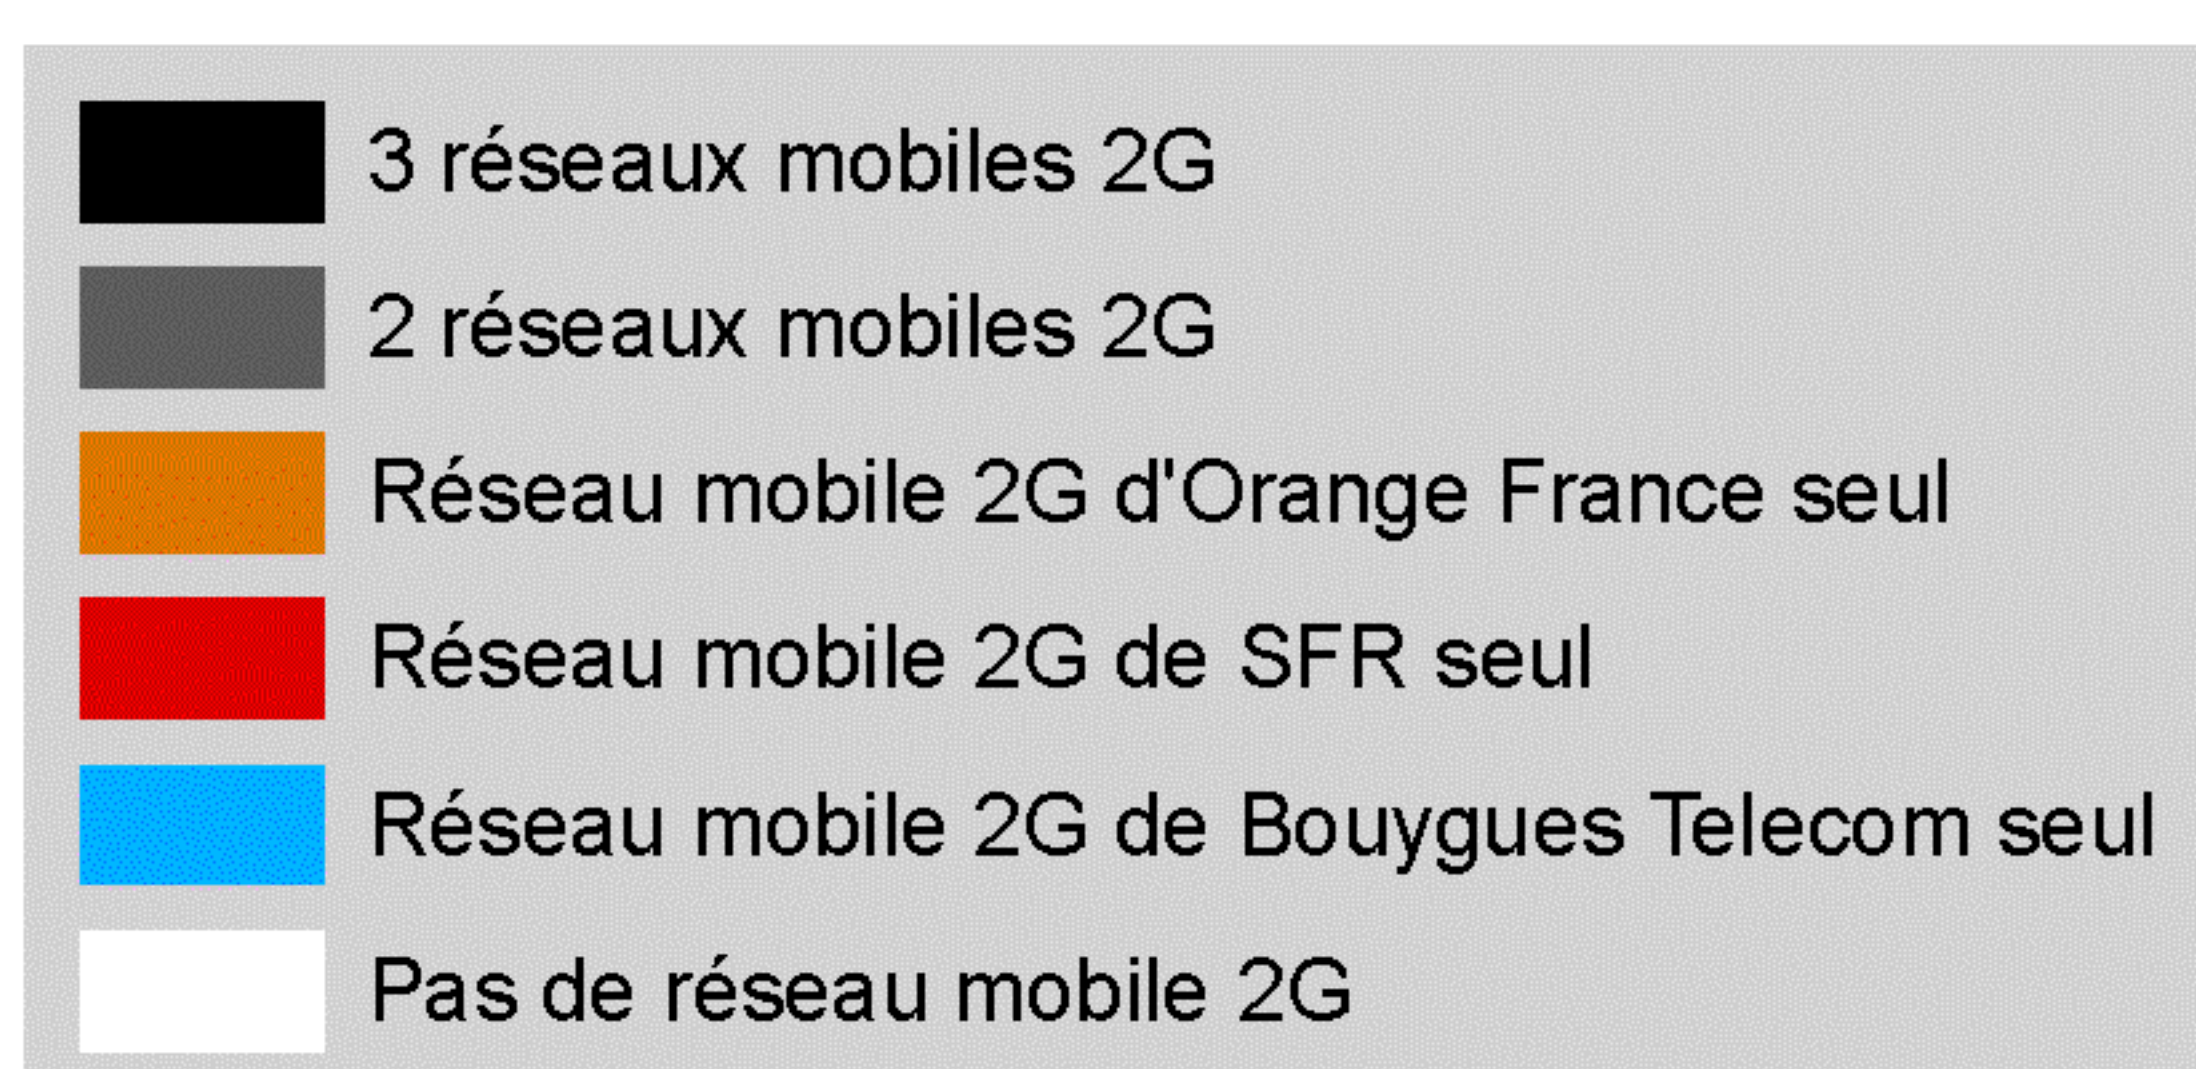 3 réseaux mobiles 2G
2 réseaux mobiles 2G
Réseau mobile 2G d'Orange France seul
Réseau mobile 2G de SFR seul
Réseau mobile 2G de Bouygues Telecom seul
Pas de réseau mobile 2G